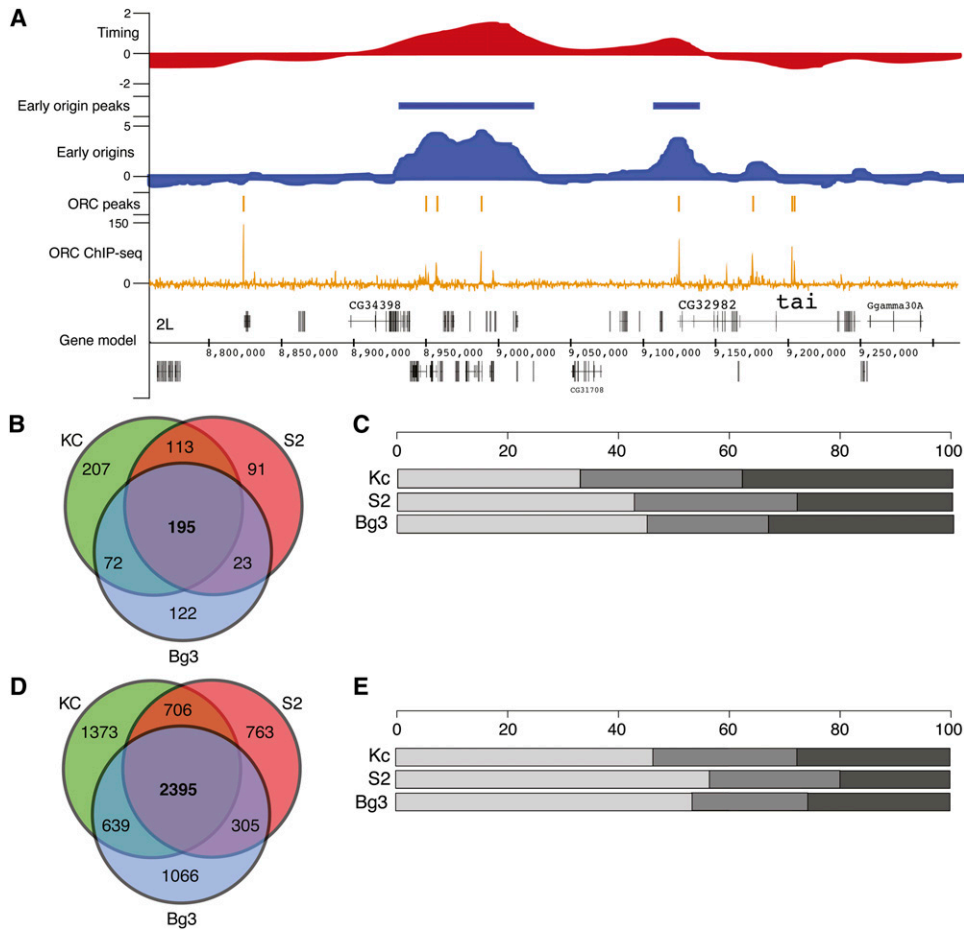 A
Timing
2
0
-2
Early origin peaks
5
Early origins
0
ORC peaks
150
ORC ChIP-seq
0
CG34398
CG32982
tai
Ggamma30A
2L
Gene model
8,800,000
8,850,000
8,900,000
8,950,000
9,000,000
9,050,000
9,100,000
9,150,000
9,200,000
9,250,000
CG31708
B
KC
S2
113
207
91
195
72
23
122
Bg3
C
0 20 40 60 80 100
Kc
S2
Bg3
D
KC
S2
706
1373
763
2395
639
305
1066
Bg3
E
0 20 40 60 80 100
Kc
S2
Bg3